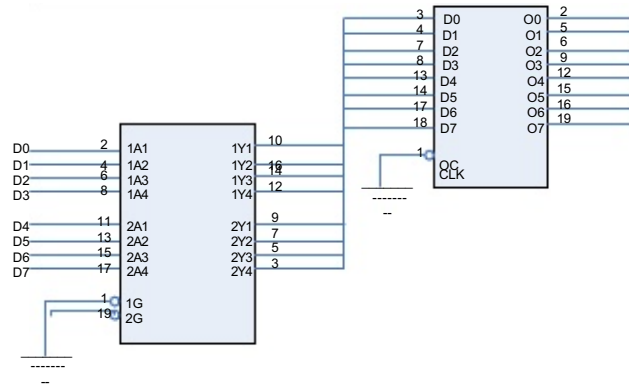 3 D0 O0 2
4 D1 O1 5
7 D2 O2 6
8 D3 O3 9
13 D4 O4 12
14 D5 O5 15
17 D6 O6 16
18 D7 O7 19
1 OC
CLK
D0 2 1A1 1Y1 10
D1 4 1A2 1Y2 16
D2 6 1A3 1Y3 14
D3 8 1A4 1Y4 12
D4 11 2A1 2Y1 9
D5 13 2A2 2Y2 7
D6 15 2A3 2Y3 5
D7 17 2A4 2Y4 3
1 1G
19 2G